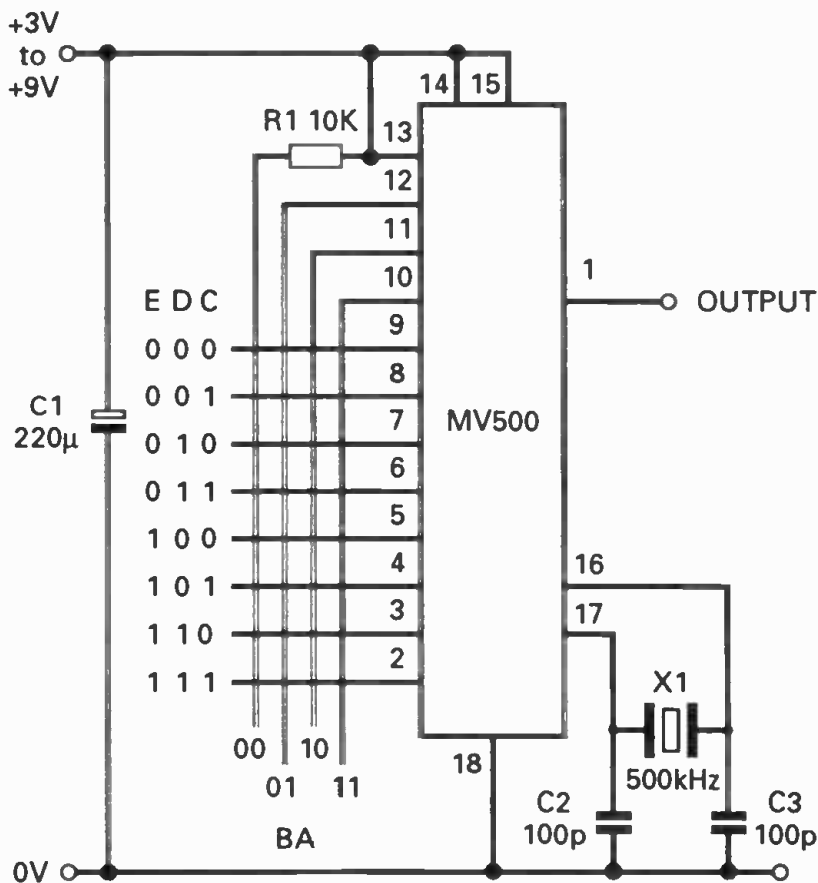 +3V
to
+9V
14 15
R1 10K
13
12
11
10
1
OUTPUT
E D C
9
0 0 0
8
0 0 1
7
0 1 0
6
0 1 1
5
1 0 0
4
1 0 1
3
1 1 0
2
1 1 1
C1
220µ
MV500
16
17
X1
500kHz
00 10
01 11
BA
18
C2
100p
C3
100p
0V